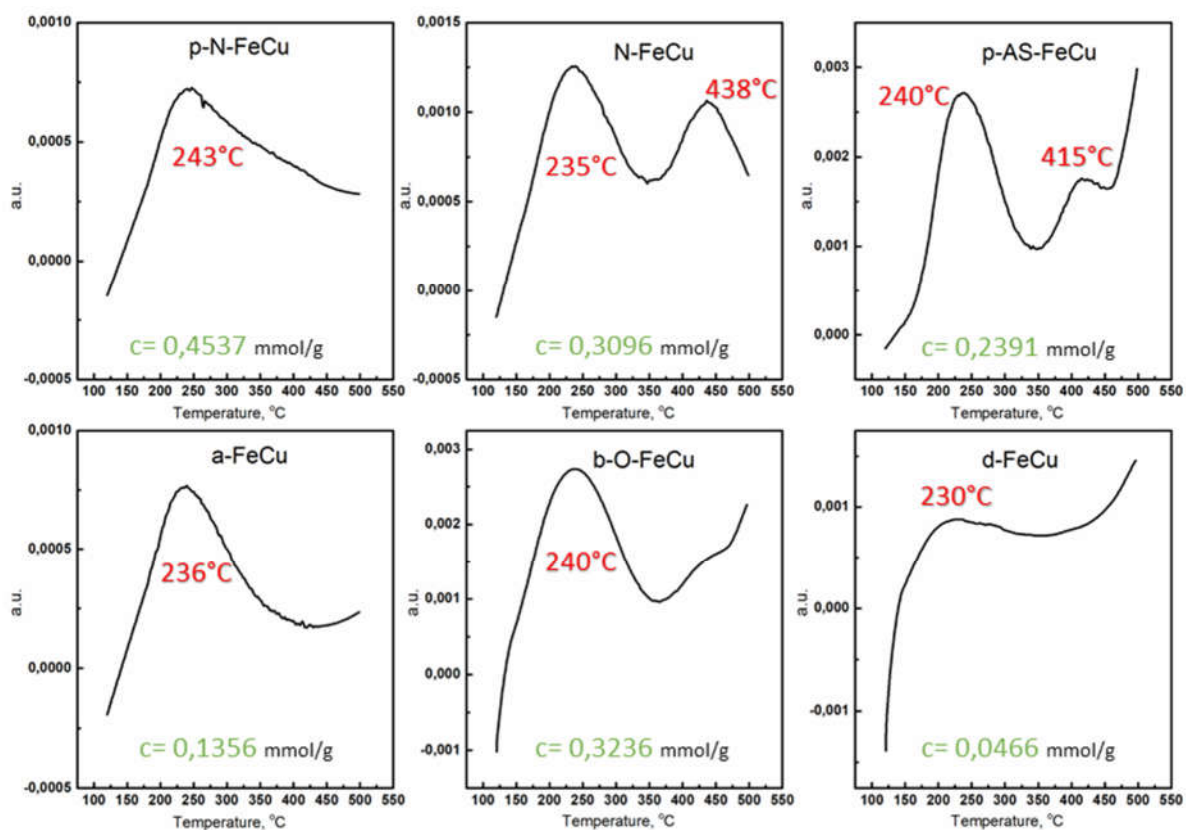 p-N-FeCu
0,0010
0,0005
0,0000
-0,0005
a.u.
243°C
c= 0,4537 mmol/g
100 150 200 250 300 350 400 450 500 550
Temperature, °C
N-FeCu
0,0015
0,0010
0,0005
0,0000
-0,0005
a.u.
438°C
235°C
c= 0,3096 mmol/g
100 150 200 250 300 350 400 450 500 550
Temperature, °C
p-AS-FeCu
0,003
0,002
0,001
0,000
a.u.
240°C
415°C
c= 0,2391 mmol/g
100 150 200 250 300 350 400 450 500 550
Temperature, °C
a-FeCu
0,0010
0,0005
0,0000
-0,0005
a.u.
236°C
c= 0,1356 mmol/g
100 150 200 250 300 350 400 450 500 550
Temperature, °C
b-O-FeCu
0,003
0,002
0,001
0,000
-0,001
a.u.
240°C
c= 0,3236 mmol/g
100 150 200 250 300 350 400 450 500 550
Temperature, °C
d-FeCu
0,001
0,000
-0,001
a.u.
230°C
c= 0,0466 mmol/g
100 150 200 250 300 350 400 450 500 550
Temperature, °C